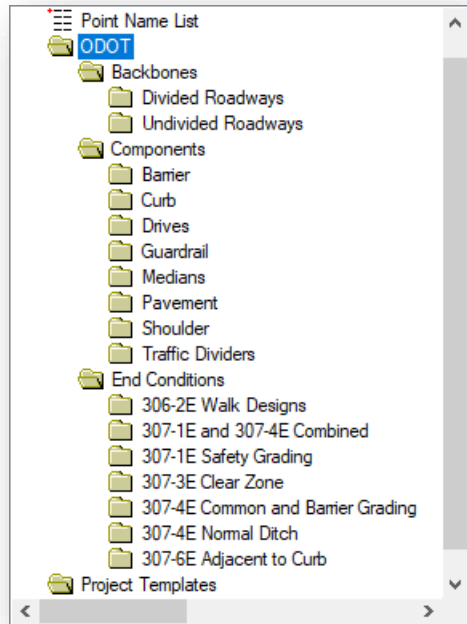 Point Name List
ODOT
Backbones
Divided Roadways
Undivided Roadways
Components
Barrier
Curb
Drives
Guardrail
Medians
Pavement
Shoulder
Traffic Dividers
End Conditions
306-2E Walk Designs
307-1E and 307-4E Combined
307-1E Safety Grading
307-3E Clear Zone
307-4E Common and Barrier Grading
307-4E Normal Ditch
307-6E Adjacent to Curb
Project Templates